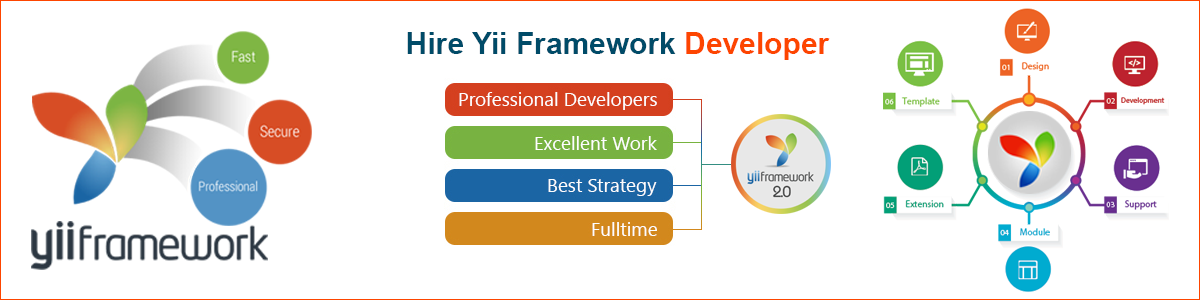 Fast
Secure
Professional
yiiframework
Hire Yii Framework Developer
Professional Developers
Excellent Work
Best Strategy
Fulltime
yiiframework
2.0
01 Design
02 Development
03 Support
04 Module
05 Extension
06 Template